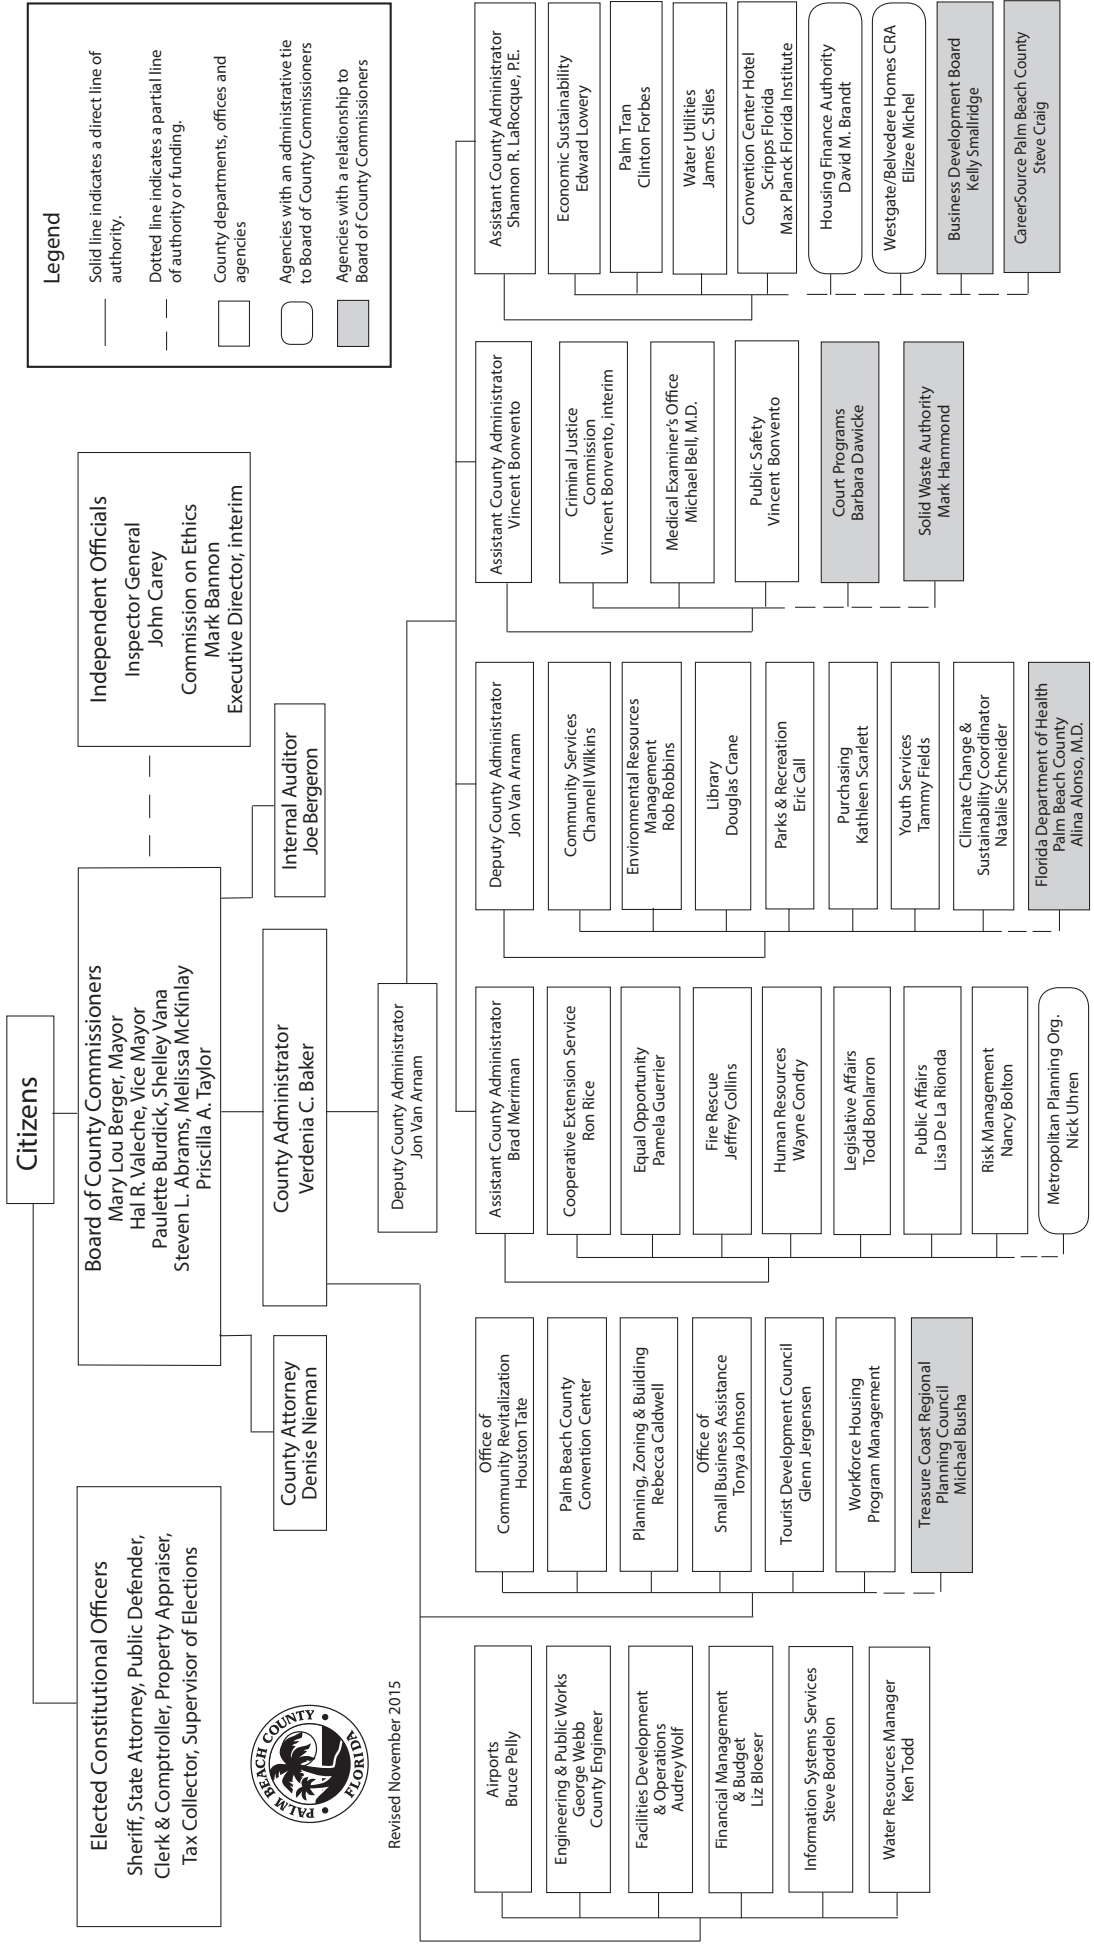 Citizens
Elected Constitutional Officers
Sheriff, State Attorney, Public Defender,
Clerk & Comptroller, Property Appraiser,
Tax Collector, Supervisor of Elections
Board of County Commissioners
Mary Lou Berger, Mayor
Hal R. Valeche, Vice Mayor
Paulette Burdick, Shelley Vana
Steven L. Abrams, Melissa McKinlay
Priscilla A. Taylor
Independent Officials
Inspector General
John Carey
Commission on Ethics
Mark Bannon
Executive Director, interim
Legend
Solid line indicates a direct line of
authority.
Dotted line indicates a partial line
of authority or funding.
County departments, offices and
agencies
Agencies with an administrative tie
to Board of County Commissioners
Agencies with a relationship to
Board of County Commissioners
PALM BEACH COUNTY
FLORIDA
County Attorney
Denise Nieman
County Administrator
Verdenia C. Baker
Internal Auditor
Joe Bergeron
Revised November 2015
Deputy County Administrator
Jon Van Arnam
Airports
Bruce Pelly
Engineering & Public Works
George Webb
County Engineer
Facilities Development
& Operations
Audrey Wolf
Financial Management
& Budget
Liz Bloeser
Information Systems Services
Steve Bordelon
Water Resources Manager
Ken Todd
Office of
Community Revitalization
Houston Tate
Palm Beach County
Convention Center
Planning, Zoning & Building
Rebecca Caldwell
Office of
Small Business Assistance
Tonya Johnson
Tourist Development Council
Glenn Jergensen
Workforce Housing
Program Management
Treasure Coast Regional
Planning Council
Michael Busha
Assistant County Administrator
Brad Merriman
Cooperative Extension Service
Ron Rice
Equal Opportunity
Pamela Guerrier
Fire Rescue
Jeffrey Collins
Human Resources
Wayne Condry
Legislative Affairs
Todd Bonlarron
Public Affairs
Lisa De La Rionda
Risk Management
Nancy Bolton
Metropolitan Planning Org.
Nick Uhren
Deputy County Administrator
Jon Van Arnam
Community Services
Channell Wilkins
Environmental Resources
Management
Rob Robbins
Library
Douglas Crane
Parks & Recreation
Eric Call
Purchasing
Kathleen Scarlett
Youth Services
Tammy Fields
Climate Change &
Sustainability Coordinator
Natalie Schneider
Florida Department of Health
Palm Beach County
Alina Alonso, M.D.
Assistant County Administrator
Vincent Bonvento
Criminal Justice
Commission
Vincent Bonvento, interim
Medical Examiner's Office
Michael Bell, M.D.
Public Safety
Vincent Bonvento
Court Programs
Barbara Dawicke
Solid Waste Authority
Mark Hammond
Assistant County Administrator
Shannon R. LaRocque, P.E.
Economic Sustainability
Edward Lowery
Palm Tran
Clinton Forbes
Water Utilities
James C. Stiles
Convention Center Hotel
Scripps Florida
Max Planck Florida Institute
Housing Finance Authority
David M. Brandt
Westgate/Belvedere Homes CRA
Elizee Michel
Business Development Board
Kelly Smallridge
CareerSource Palm Beach County
Steve Craig